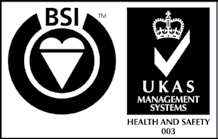 BSI
TM
UKAS
MANAGEMENT
SYSTEMS
HEALTH AND SAFETY
003